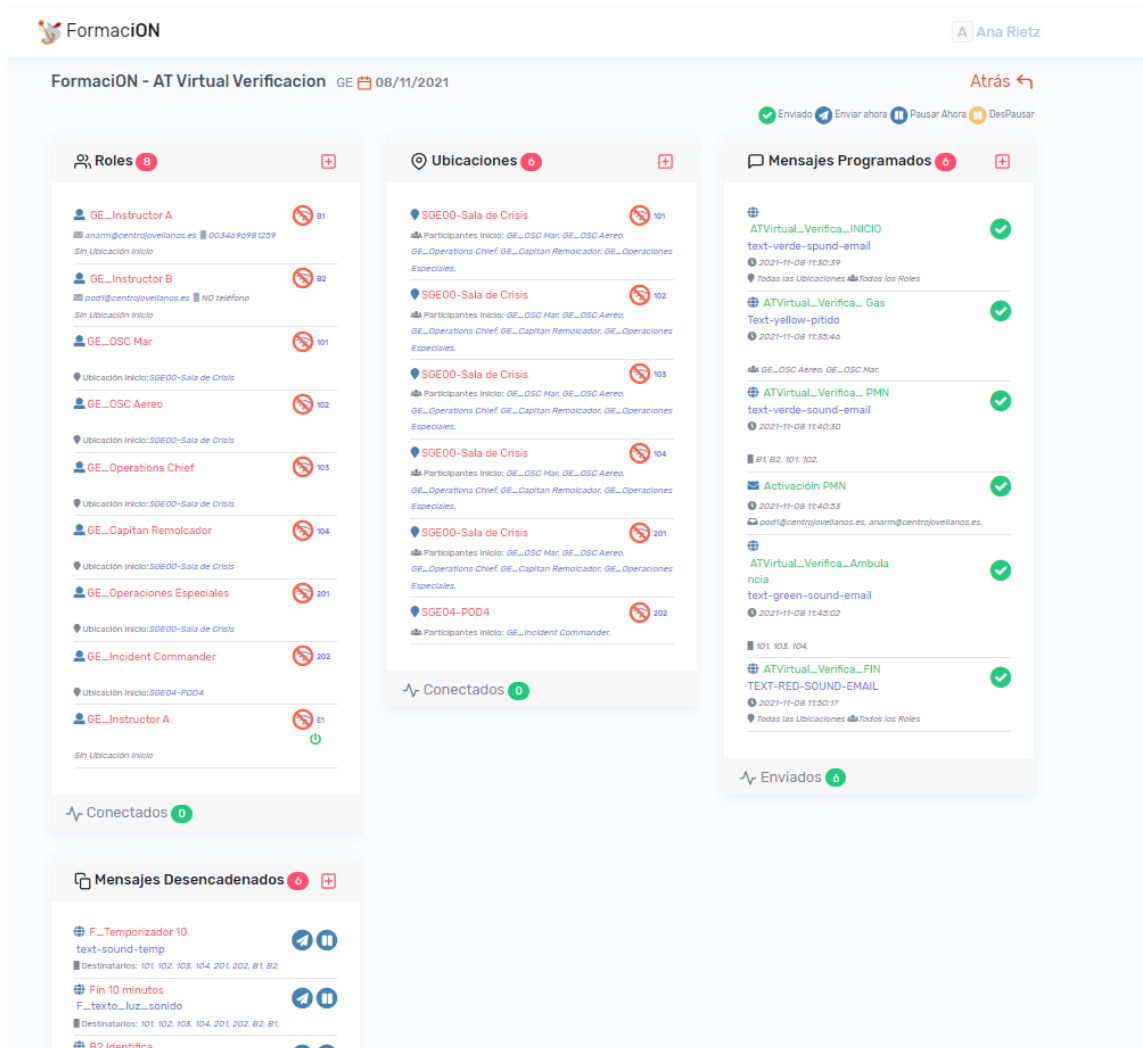 FormaciON
A Ana Rietz
FormaciON - AT Virtual Verificacion GE 08/11/2021
Atrás
Enviado Enviar ahora Pausar Ahora DesPausar
Roles 8
GE_Instructor A B1
anarm@centrojovellanos.es 0034696981259
Sin Ubicación Inicio
GE_Instructor B B2
pod1@centrojovellanos.es NO teléfono
Sin Ubicación Inicio
GE_OSC Mar 101
Ubicación Inicio: SGE00-Sala de Crisis
GE_OSC Aereo 102
Ubicación Inicio: SGE00-Sala de Crisis
GE_Operations Chief 103
Ubicación Inicio: SGE00-Sala de Crisis
GE_Capitan Remolcador 104
Ubicación Inicio: SGE00-Sala de Crisis
GE_Operaciones Especiales 201
Ubicación Inicio: SGE00-Sala de Crisis
GE_Incident Commander 202
Ubicación Inicio: SGE04-POD4
GE_Instructor A E1
Sin Ubicación Inicio
Conectados 0
Ubicaciones 6
SGE00-Sala de Crisis 101
Participantes Inicio: GE_OSC Mar, GE_OSC Aereo,
GE_Operations Chief, GE_Capitan Remolcador, GE_Operaciones
Especiales,
SGE00-Sala de Crisis 102
Participantes Inicio: GE_OSC Mar, GE_OSC Aereo,
GE_Operations Chief, GE_Capitan Remolcador, GE_Operaciones
Especiales,
SGE00-Sala de Crisis 103
Participantes Inicio: GE_OSC Mar, GE_OSC Aereo,
GE_Operations Chief, GE_Capitan Remolcador, GE_Operaciones
Especiales,
SGE00-Sala de Crisis 104
Participantes Inicio: GE_OSC Mar, GE_OSC Aereo,
GE_Operations Chief, GE_Capitan Remolcador, GE_Operaciones
Especiales,
SGE00-Sala de Crisis 201
Participantes Inicio: GE_OSC Mar, GE_OSC Aereo,
GE_Operations Chief, GE_Capitan Remolcador, GE_Operaciones
Especiales,
SGE04-POD4 202
Participantes Inicio: GE_Incident Commander,
Conectados 0
Mensajes Programados 6
ATVirtual_Verifica_INICIO
text-verde-spund-email
2021-11-08 11:30:39
Todas las Ubicaciones Todos los Roles
ATVirtual_Verifica_ Gas
Text-yellow-pitido
2021-11-08 11:35:46
GE_OSC Aereo, GE_OSC Mar,
ATVirtual_Verifica_ PMN
text-verde-sound-email
2021-11-08 11:40:30
B1, B2, 101, 102,
Activacióin PMN
2021-11-08 11:40:53
pod1@centrojovellanos.es, anarm@centrojovellanos.es,
ATVirtual_Verifica_Ambula
ncia
text-green-sound-email
2021-11-08 11:45:02
101, 103, 104,
ATVirtual_Verifica_FIN
TEXT-RED-SOUND-EMAIL
2021-11-08 11:50:17
Todas las Ubicaciones Todos los Roles
Enviados 6
Mensajes Desencadenados 6
F_Temporizador 10
text-sound-temp
Destinatarios: 101, 102, 103, 104, 201, 202, B1, B2,
Fin 10 minutos
F_texto_luz_sonido
Destinatarios: 101, 102, 103, 104, 201, 202, B2, B1,
B2 Identifica